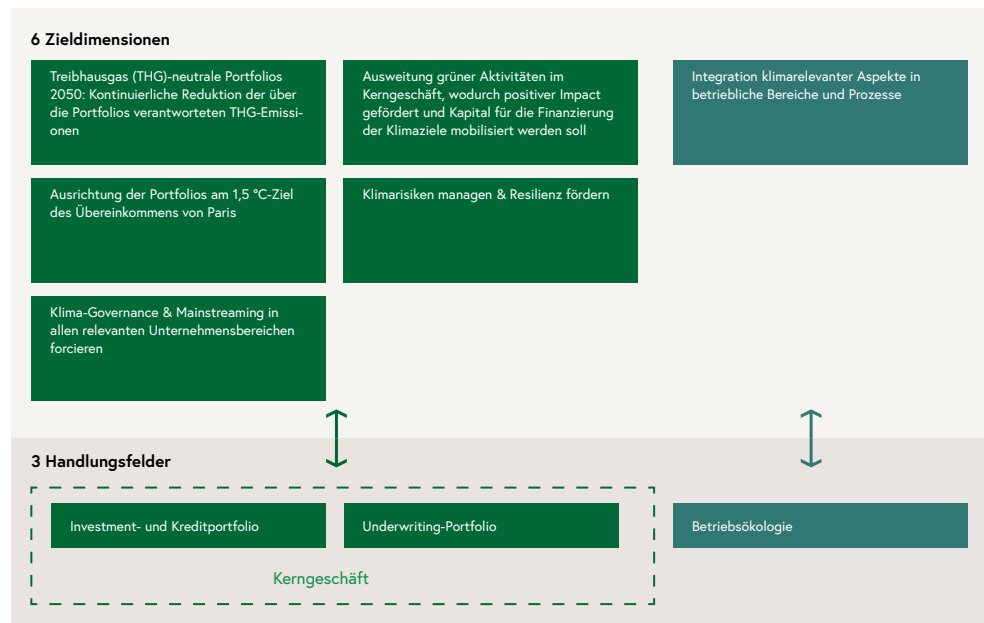 6 Zieldimensionen
Treibhausgas (THG)-neutrale Portfolios
2050: Kontinuierliche Reduktion der über
die Portfolios verantworteten THG-Emissi-
onen
Ausweitung grüner Aktivitäten im
Kerngeschäft, wodurch positiver Impact
gefördert und Kapital für die Finanzierung
der Klimaziele mobilisiert werden soll
Integration klimarelevanter Aspekte in
betriebliche Bereiche und Prozesse
Ausrichtung der Portfolios am 1,5 °C-Ziel
des Übereinkommens von Paris
Klimarisiken managen & Resilienz fördern
Klima-Governance & Mainstreaming in
allen relevanten Unternehmensbereichen
forcieren
3 Handlungsfelder
Investment- und Kreditportfolio
Underwriting-Portfolio
Betriebsökologie
Kerngeschäft